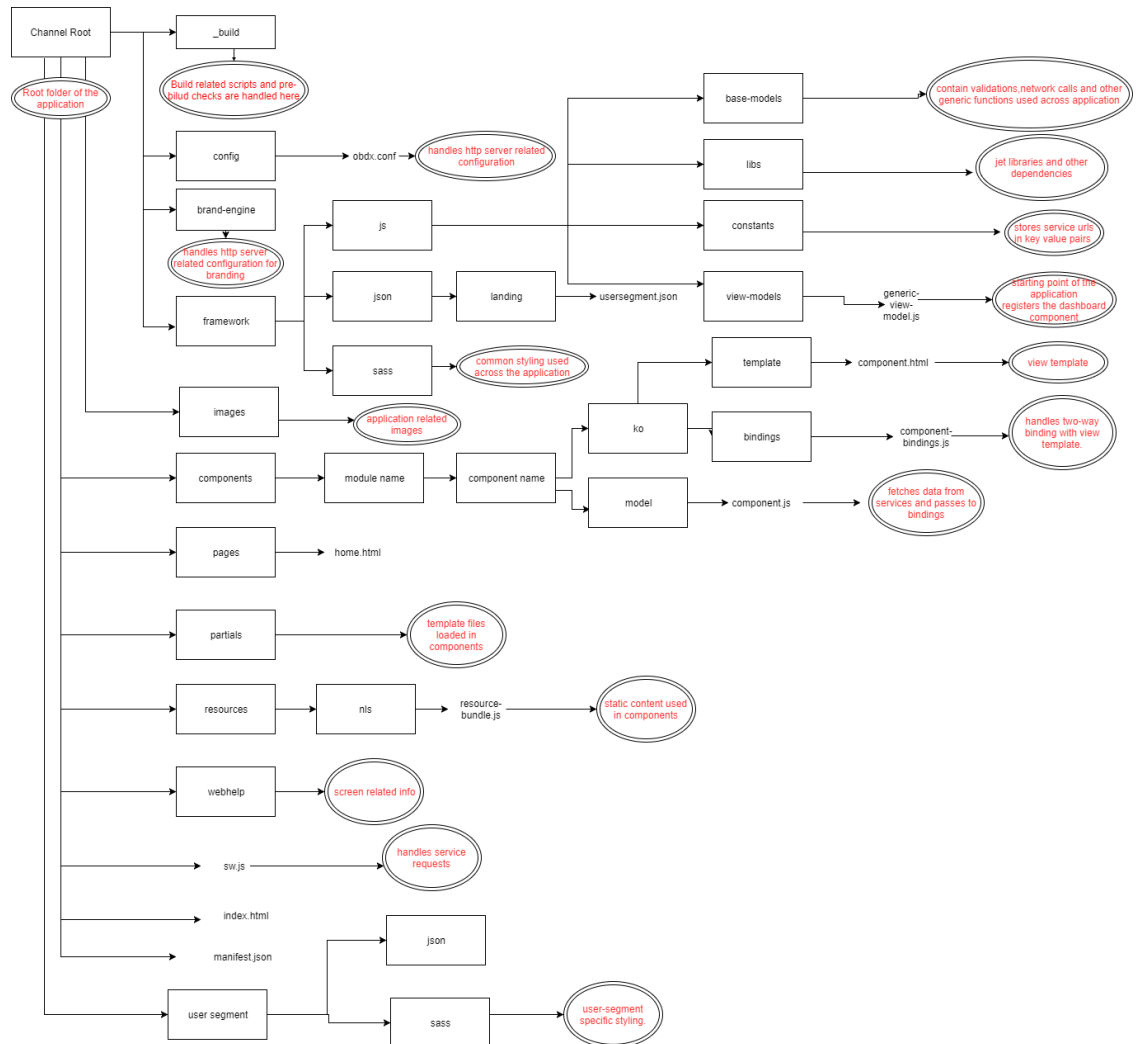 Channel Root
_build
Root folder of the
application
Build related scripts and pre-
bilud checks are handled here
base-models
contain validations,network calls and other
generic functions used across application
config
obdx.conf
handles http server related
configuration
libs
jet libraries and other
dependencies
brand-engine
js
constants
stores service urls
in key value pairs
handles http server
related configuration for
branding
json
landing
usersegment.json
view-models
generic-
view-
model.js
starting point of the
application
registers the dashboard
component
framework
sass
common styling used
across the application
template
component.html
view template
images
application related
images
ko
bindings
component-
bindings.js
handles two-way
binding with view
template.
components
module name
component name
model
component.js
fetches data from
services and passes to
bindings
pages
home.html
partials
template files
loaded in
components
resources
nls
resource-
bundle.js
static content used
in components
webhelp
screen related info
sw.js
handles service
requests
index.html
manifest.json
json
user segment
sass
user-segment
specific styling.